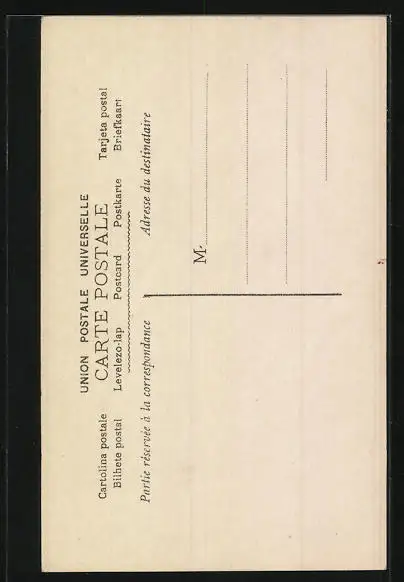 UNION POSTALE UNIVERSELLE
CARTE POSTALE
Cartolina postale
Tarjeta postal
Bilhete postal Levelezo-lap Postcard Postkarte Briefkaart
Partie réservée à la correspondance
Adresse du destinataire
M